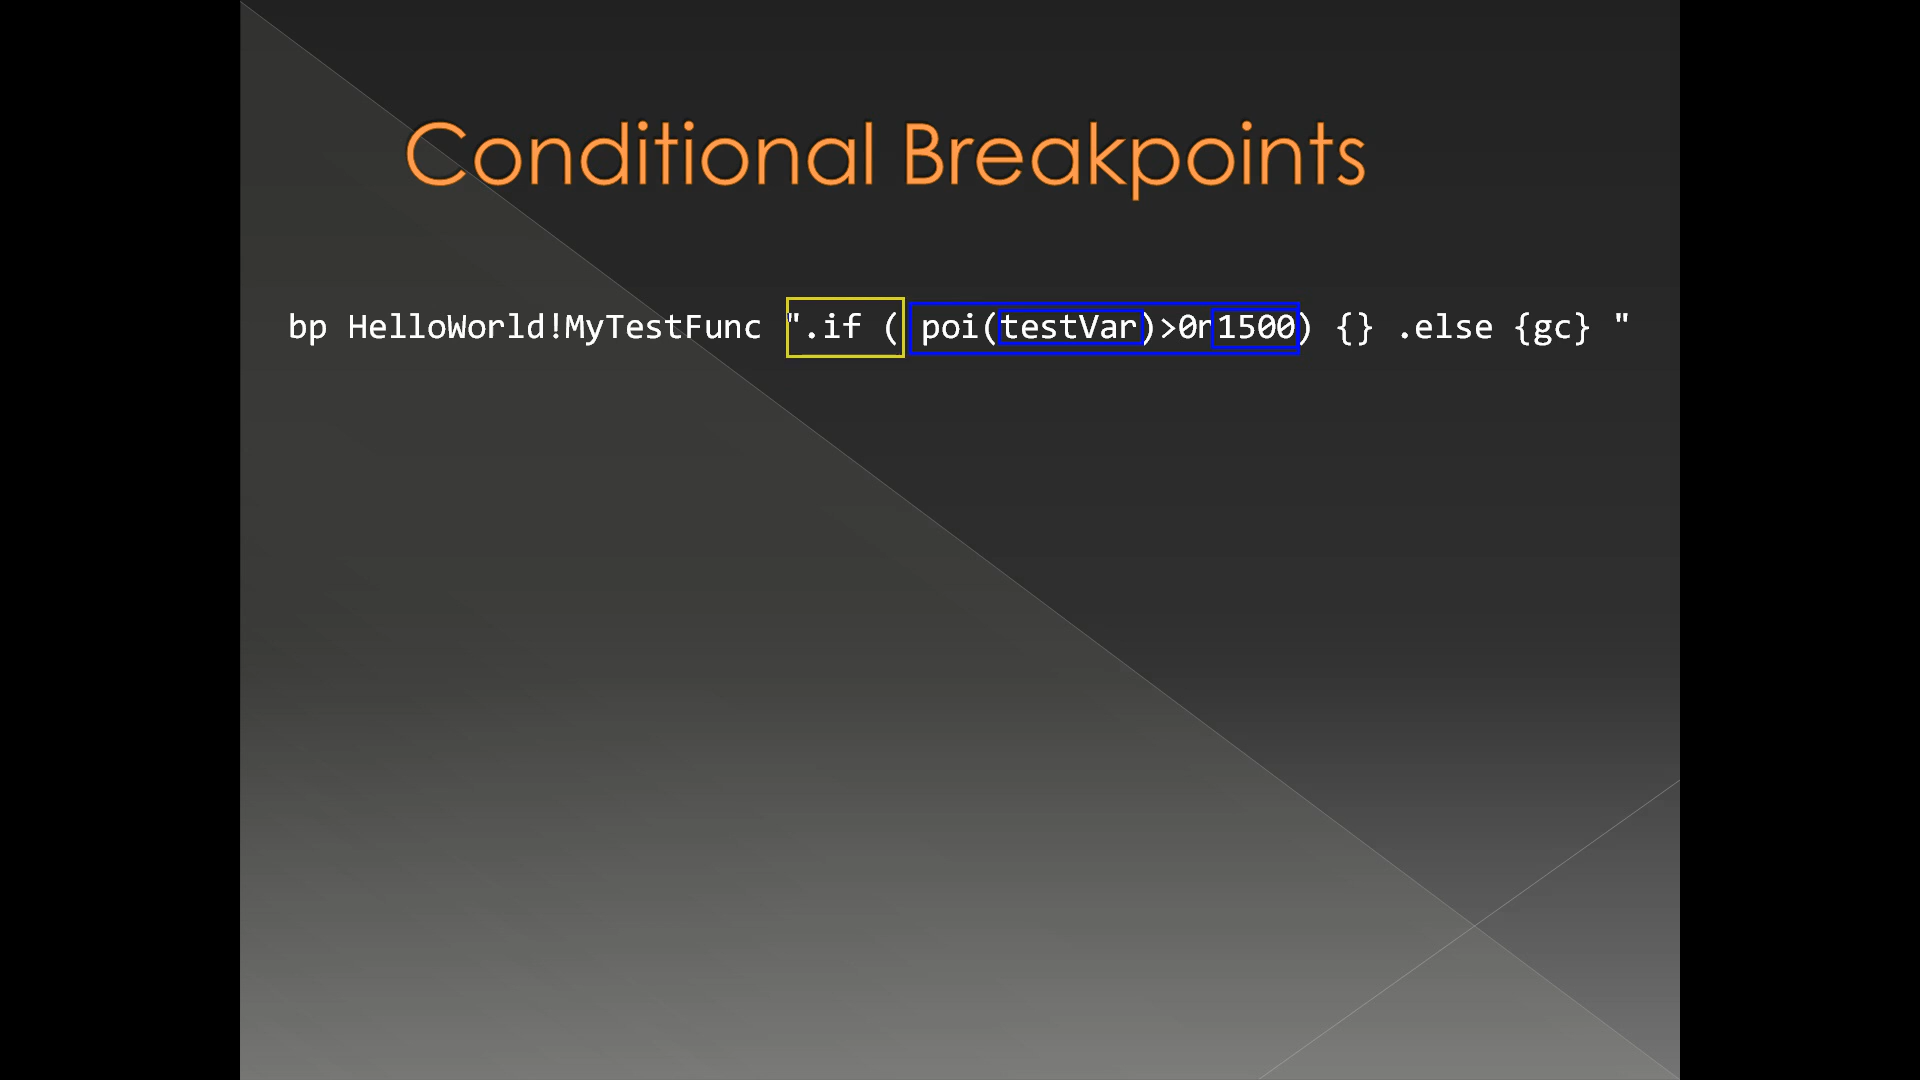 Conditional Breakpoints
bp HelloWorld!MyTestFunc ".if ( poi(testVar)>0n1500) {} .else {gc} "